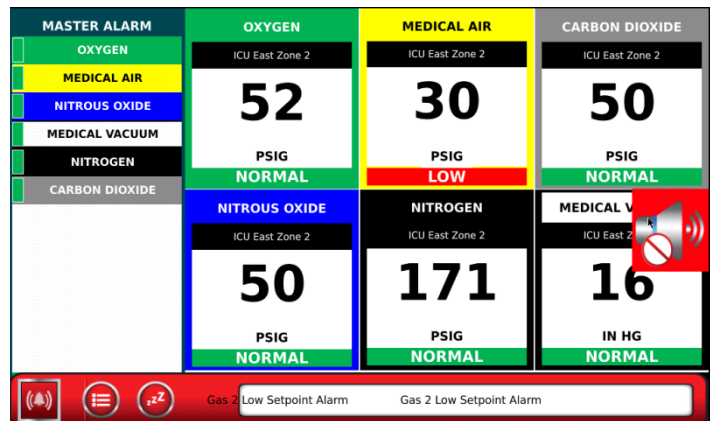 MASTER ALARM
OXYGEN
MEDICAL AIR
NITROUS OXIDE
MEDICAL VACUUM
NITROGEN
CARBON DIOXIDE
OXYGEN
ICU East Zone 2
52
PSIG
NORMAL
MEDICAL AIR
ICU East Zone 2
30
PSIG
LOW
CARBON DIOXIDE
ICU East Zone 2
50
PSIG
NORMAL
NITROUS OXIDE
ICU East Zone 2
50
PSIG
NORMAL
NITROGEN
ICU East Zone 2
171
PSIG
NORMAL
MEDICAL
ICU East
16
IN HG
NORMAL
zzZ
Gas 2 Low Setpoint Alarm Gas 2 Low Setpoint Alarm